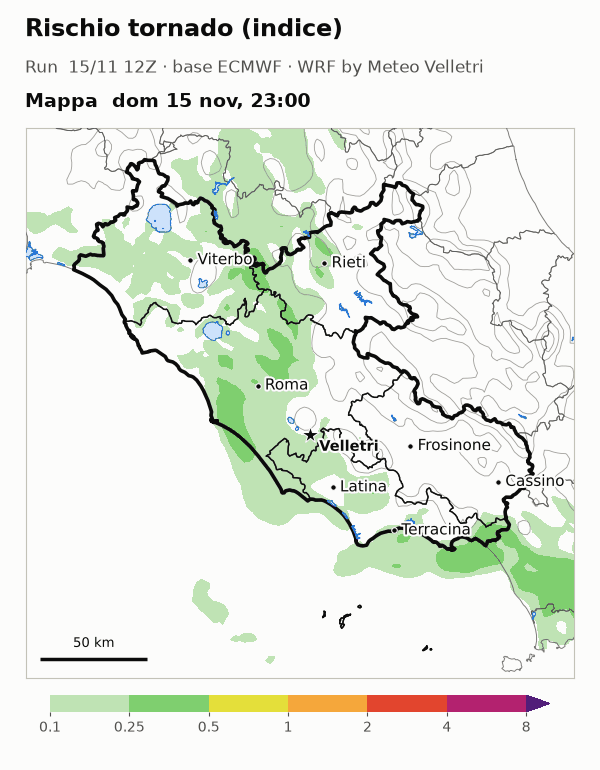 Rischio tornado (indice)
Run  15/11 12Z · base ECMWF · WRF by Meteo Velletri
Mappa  dom 15 nov, 23:00
Viterbo
Rieti
Roma
Velletri
Frosinone
Cassino
Latina
Terracina
50 km
0.1 0.25 0.5 1 2 4 8